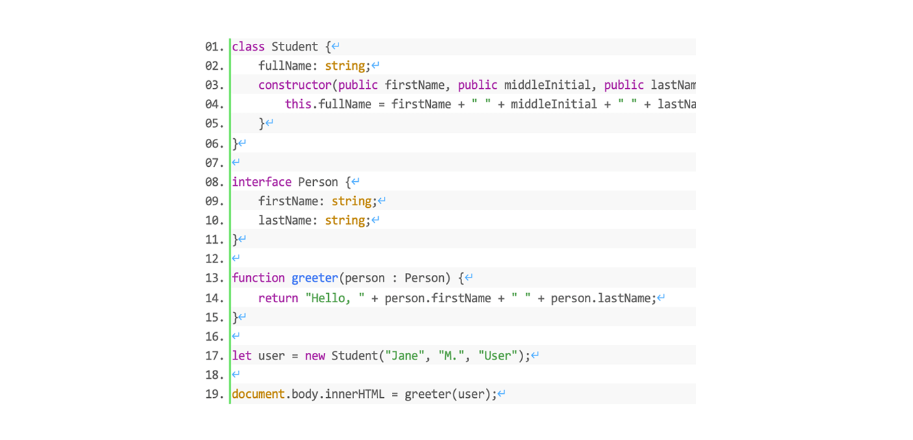 01. class Student {↵
02. fullName: string;↵
03. constructor(public firstName, public middleInitial, public lastNam
04. this.fullName = firstName + " " + middleInitial + " " + lastNa
05. }↵
06. }↵
07. ↵
08. interface Person {↵
09. firstName: string;↵
10. lastName: string;↵
11. }↵
12. ↵
13. function greeter(person : Person) {↵
14. return "Hello, " + person.firstName + " " + person.lastName;↵
15. }↵
16. ↵
17. let user = new Student("Jane", "M.", "User");↵
18. ↵
19. document.body.innerHTML = greeter(user);↵